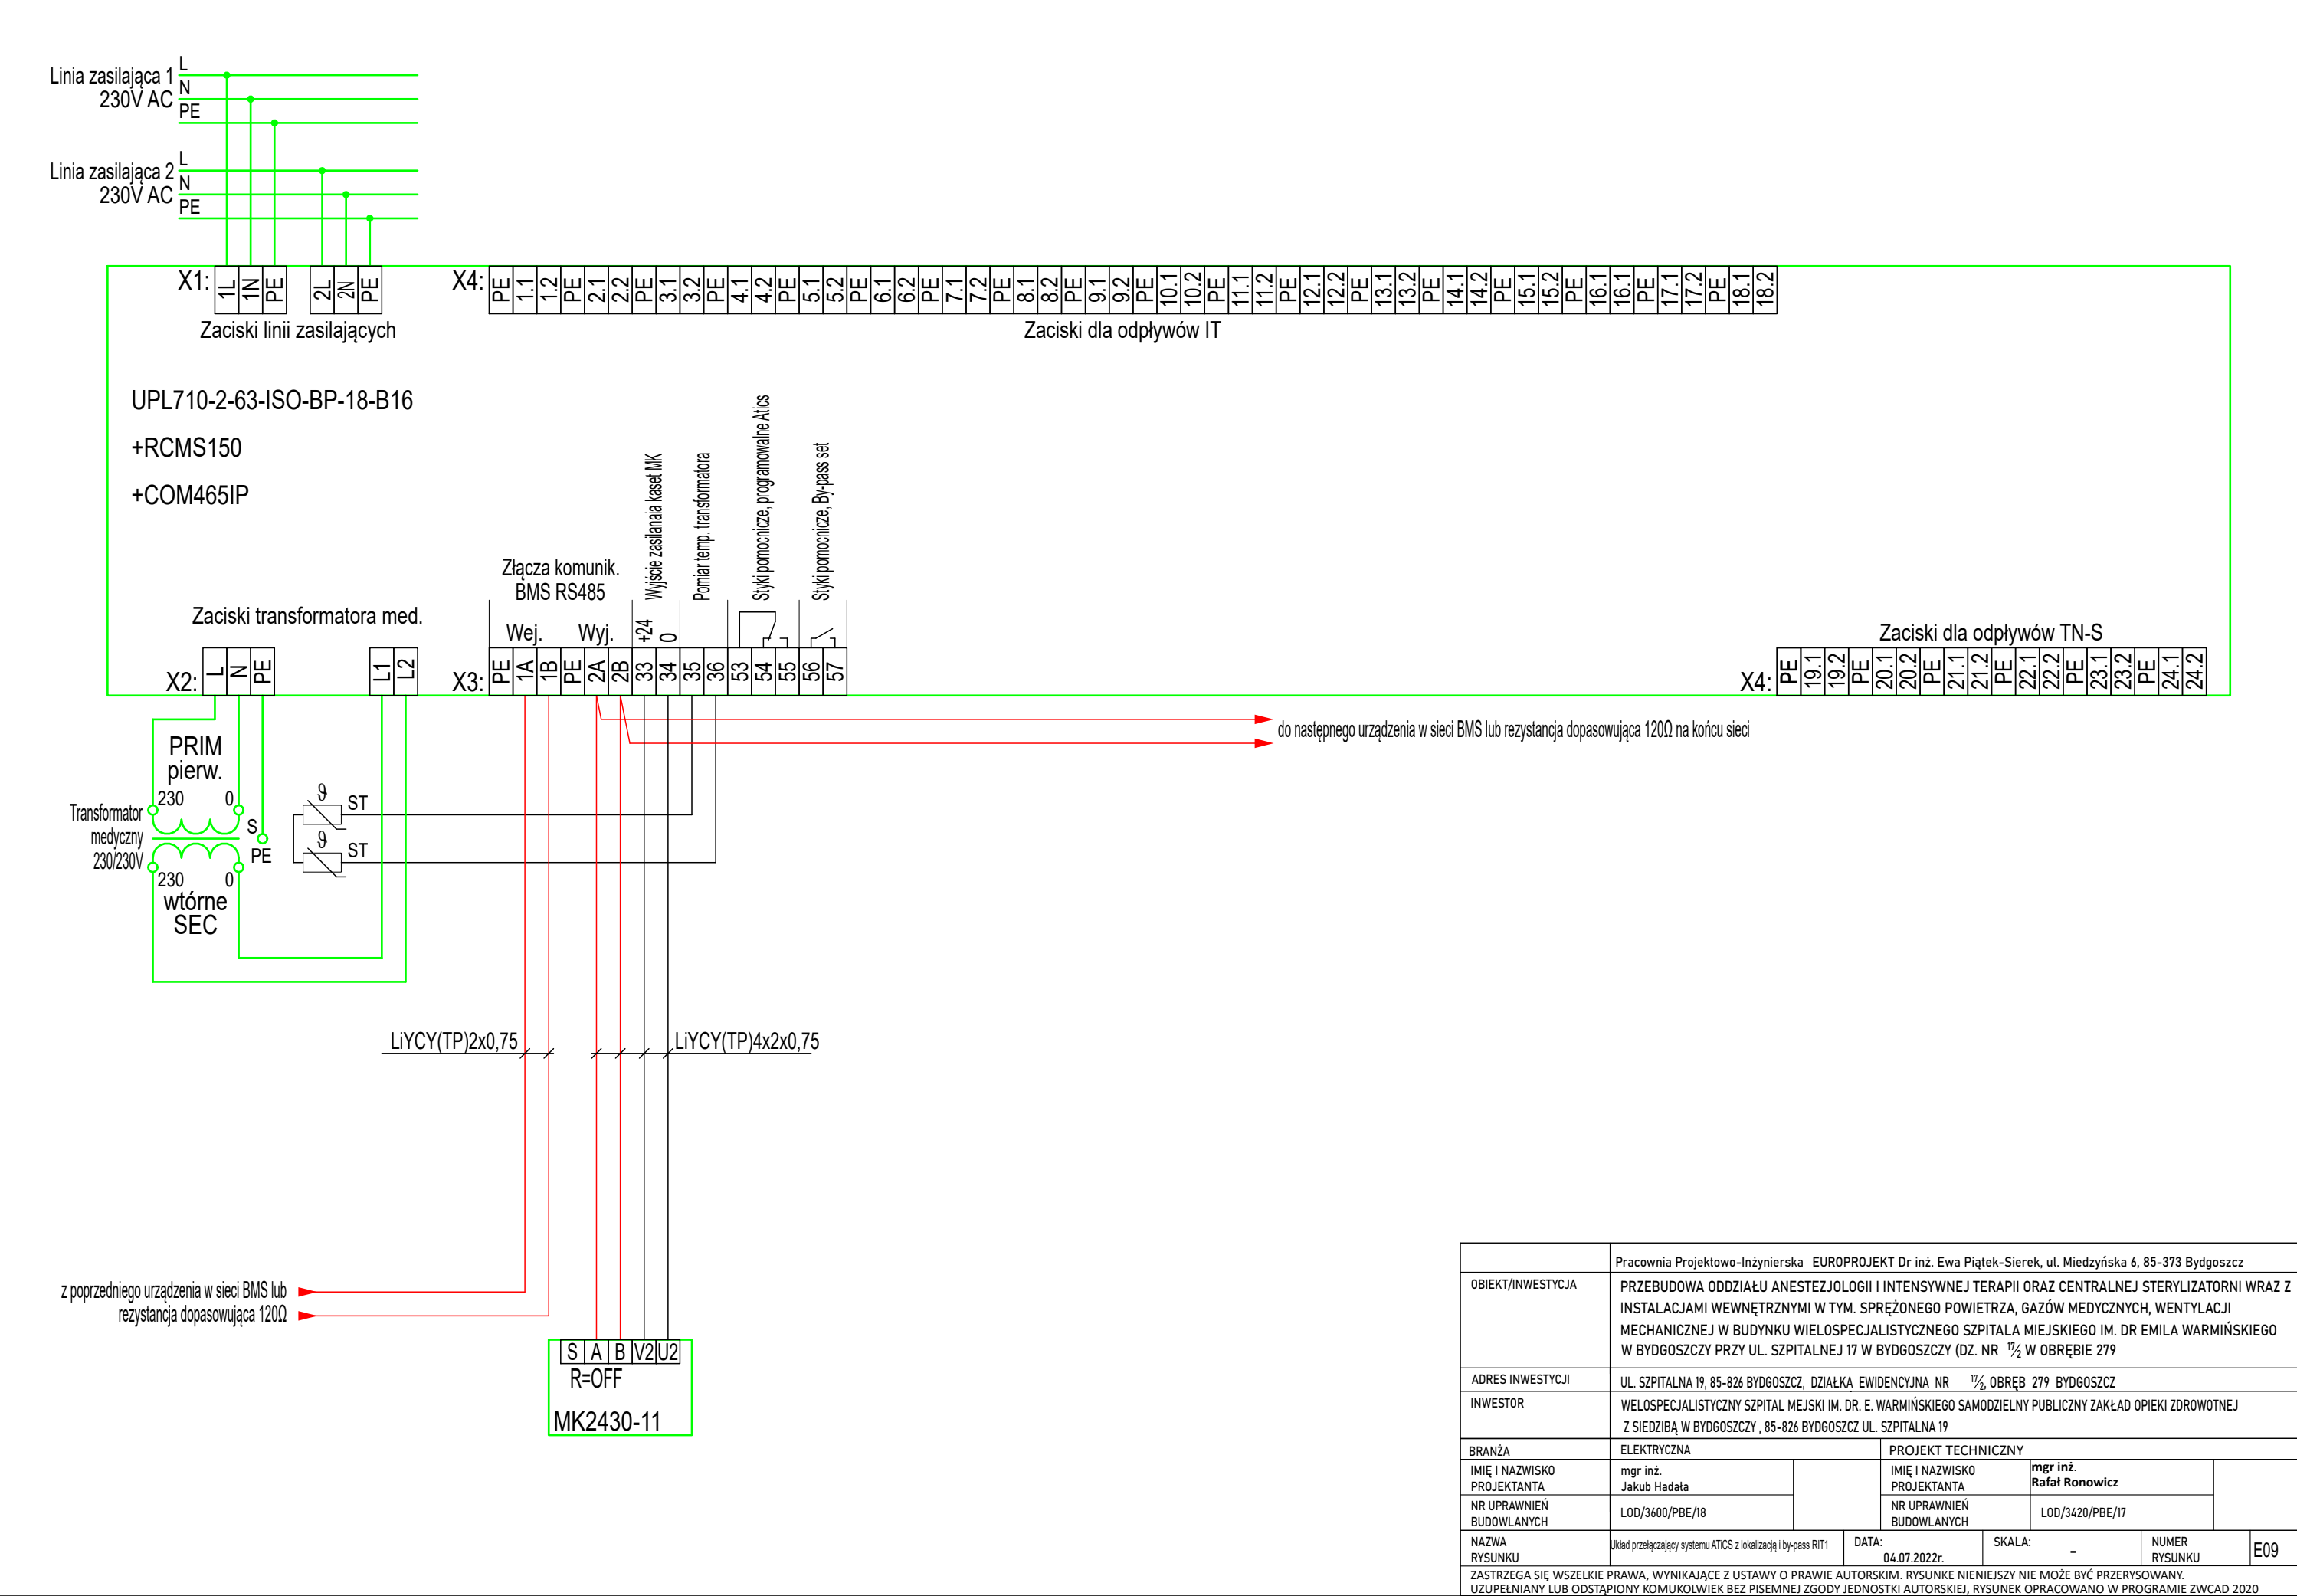 L
Linia zasilająca 1
N
230V AC
PE
L
Linia zasilająca 2
N
230V AC
PE
X1: 1L 1N PE 2L 2N PE
X4: PE 1.1 1.2 PE 2.1 2.2 PE 3.1 3.2 PE 4.1 4.2 PE 5.1 5.2 PE 6.1 6.2 PE 7.1 7.2 PE 8.1 8.2 PE 9.1 9.2 PE 10.1 10.2 PE 11.1 11.2 PE 12.1 12.2 PE 13.1 13.2 PE 14.1 14.2 PE 15.1 15.2 PE 16.1 16.1 PE 17.1 17.2 PE 18.1 18.2
Zaciski linii zasilających
Zaciski dla odpływów IT
UPL710-2-63-ISO-BP-18-B16
+RCMS150
+COM465IP
Złącza komunik.
BMS RS485
Wej. Wyj.
+24 0
Wyjście zasilanaia kaset MK
Pomiar temp. transformatora
Styki pomocnicze, programowalne Atics
Styki pomocnicze, By-pass set
Zaciski transformatora med.
Zaciski dla odpływów TN-S
X2: L N PE L1 L2
X3: PE 1A 1B PE 2A 2B 33 34 35 36 53 54 55 56 57
X4: PE 19.1 19.2 PE 20.1 20.2 PE 21.1 21.2 PE 22.1 22.2 PE 23.1 23.2 PE 24.1 24.2
do następnego urządzenia w sieci BMS lub rezystancja dopasowująca 120Ω na końcu sieci
PRIM
pierw.
230 0
Transformator
medyczny
230/230V
S
PE
230 0
wtórne
SEC
ϑ ST
ϑ ST
LiYCY(TP)2x0,75
LiYCY(TP)4x2x0,75
z poprzedniego urządzenia w sieci BMS lub
rezystancja dopasowująca 120Ω
S A B V2 U2
R=OFF
MK2430-11
Pracownia Projektowo-Inżynierska EUROPROJEKT Dr inż. Ewa Piątek-Sierek, ul. Miedzyńska 6, 85-373 Bydgoszcz
OBIEKT/INWESTYCJA
PRZEBUDOWA ODDZIAŁU ANESTEZJOLOGII I INTENSYWNEJ TERAPII ORAZ CENTRALNEJ STERYLIZATORNI WRAZ Z
INSTALACJAMI WEWNĘTRZNYMI W TYM. SPRĘŻONEGO POWIETRZA, GAZÓW MEDYCZNYCH, WENTYLACJI
MECHANICZNEJ W BUDYNKU WIELOSPECJALISTYCZNEGO SZPITALA MIEJSKIEGO IM. DR EMILA WARMIŃSKIEGO
W BYDGOSZCZY PRZY UL. SZPITALNEJ 17 W BYDGOSZCZY (DZ. NR 17/2 W OBRĘBIE 279
ADRES INWESTYCJI
UL. SZPITALNA 19, 85-826 BYDGOSZCZ, DZIAŁKA EWIDENCYJNA NR 17/2, OBRĘB 279 BYDGOSZCZ
INWESTOR
WELOSPECJALISTYCZNY SZPITAL MEJSKI IM. DR. E. WARMIŃSKIEGO SAMODZIELNY PUBLICZNY ZAKŁAD OPIEKI ZDROWOTNEJ
Z SIEDZIBĄ W BYDGOSZCZY , 85-826 BYDGOSZCZ UL. SZPITALNA 19
BRANŻA
ELEKTRYCZNA
PROJEKT TECHNICZNY
IMIĘ I NAZWISKO
PROJEKTANTA
mgr inż.
Jakub Hadała
IMIĘ I NAZWISKO
PROJEKTANTA
mgr inż.
Rafał Ronowicz
NR UPRAWNIEŃ
BUDOWLANYCH
LOD/3600/PBE/18
NR UPRAWNIEŃ
BUDOWLANYCH
LOD/3420/PBE/17
NAZWA
RYSUNKU
Układ przełączający systemu ATiCS z lokalizacją i by-pass RIT1
DATA:
04.07.2022r.
SKALA:
-
NUMER
RYSUNKU
E09
ZASTRZEGA SIĘ WSZELKIE PRAWA, WYNIKAJĄCE Z USTAWY O PRAWIE AUTORSKIM. RYSUNKE NIENIEJSZY NIE MOŻE BYĆ PRZERYSOWANY.
UZUPEŁNIANY LUB ODSTĄPIONY KOMUKOLWIEK BEZ PISEMNEJ ZGODY JEDNOSTKI AUTORSKIEJ, RYSUNEK OPRACOWANO W PROGRAMIE ZWCAD 2020